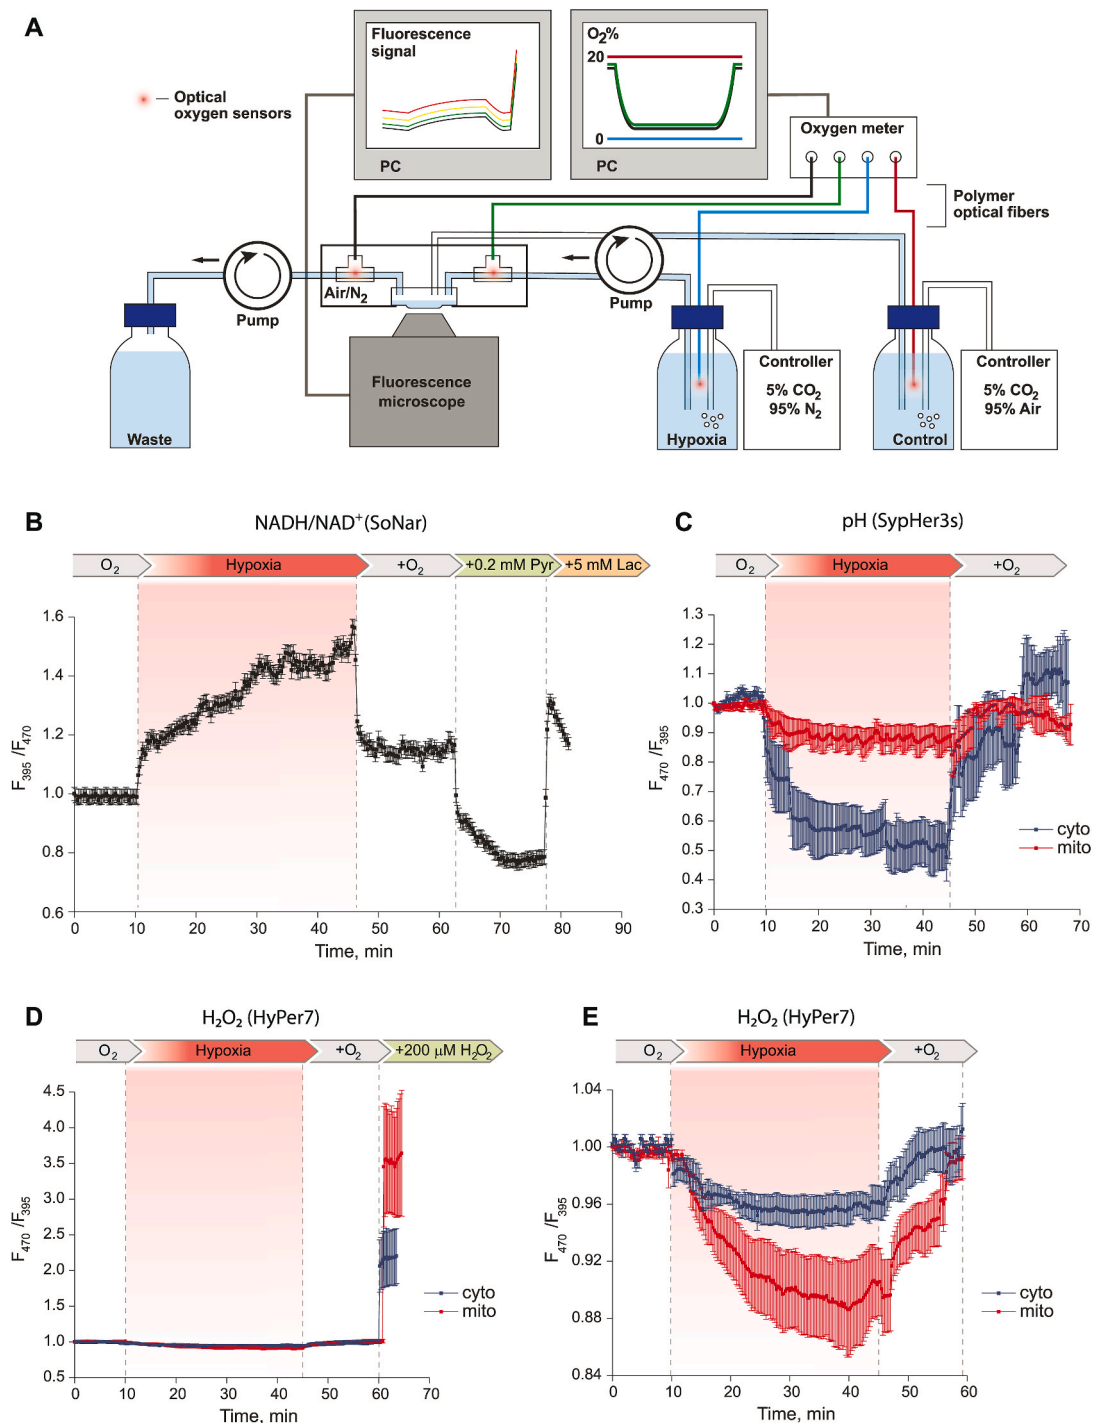 A
Fluorescence
signal
PC
O2%
20
0
PC
Optical
oxygen sensors
Oxygen meter
Polymer
optical fibers
Air/N2
Pump
Pump
Waste
Fluorescence
microscope
Hypoxia
Controller
5% CO2
95% N2
Control
Controller
5% CO2
95% Air
B
NADH/NAD+(SoNar)
O2
Hypoxia
+O2
+0.2 mM Pyr
+5 mM Lac
F395 /F470
1.6
1.4
1.2
1.0
0.8
0.6
0 10 20 30 40 50 60 70 80 90
Time, min
C
pH (SypHer3s)
O2
Hypoxia
+O2
F470 /F395
1.3
1.2
1.1
1.0
0.9
0.8
0.7
0.6
0.5
0.4
0.3
cyto
mito
0 10 20 30 40 50 60 70
Time, min
D
H2O2 (HyPer7)
O2
Hypoxia
+O2
+200 μM H2O2
F470 /F395
4.5
4.0
3.5
3.0
2.5
2.0
1.5
1.0
0.5
cyto
mito
0 10 20 30 40 50 60 70
Time, min
E
H2O2 (HyPer7)
O2
Hypoxia
+O2
F470 /F395
1.04
1.00
0.96
0.92
0.88
0.84
cyto
mito
0 10 20 30 40 50 60
Time, min